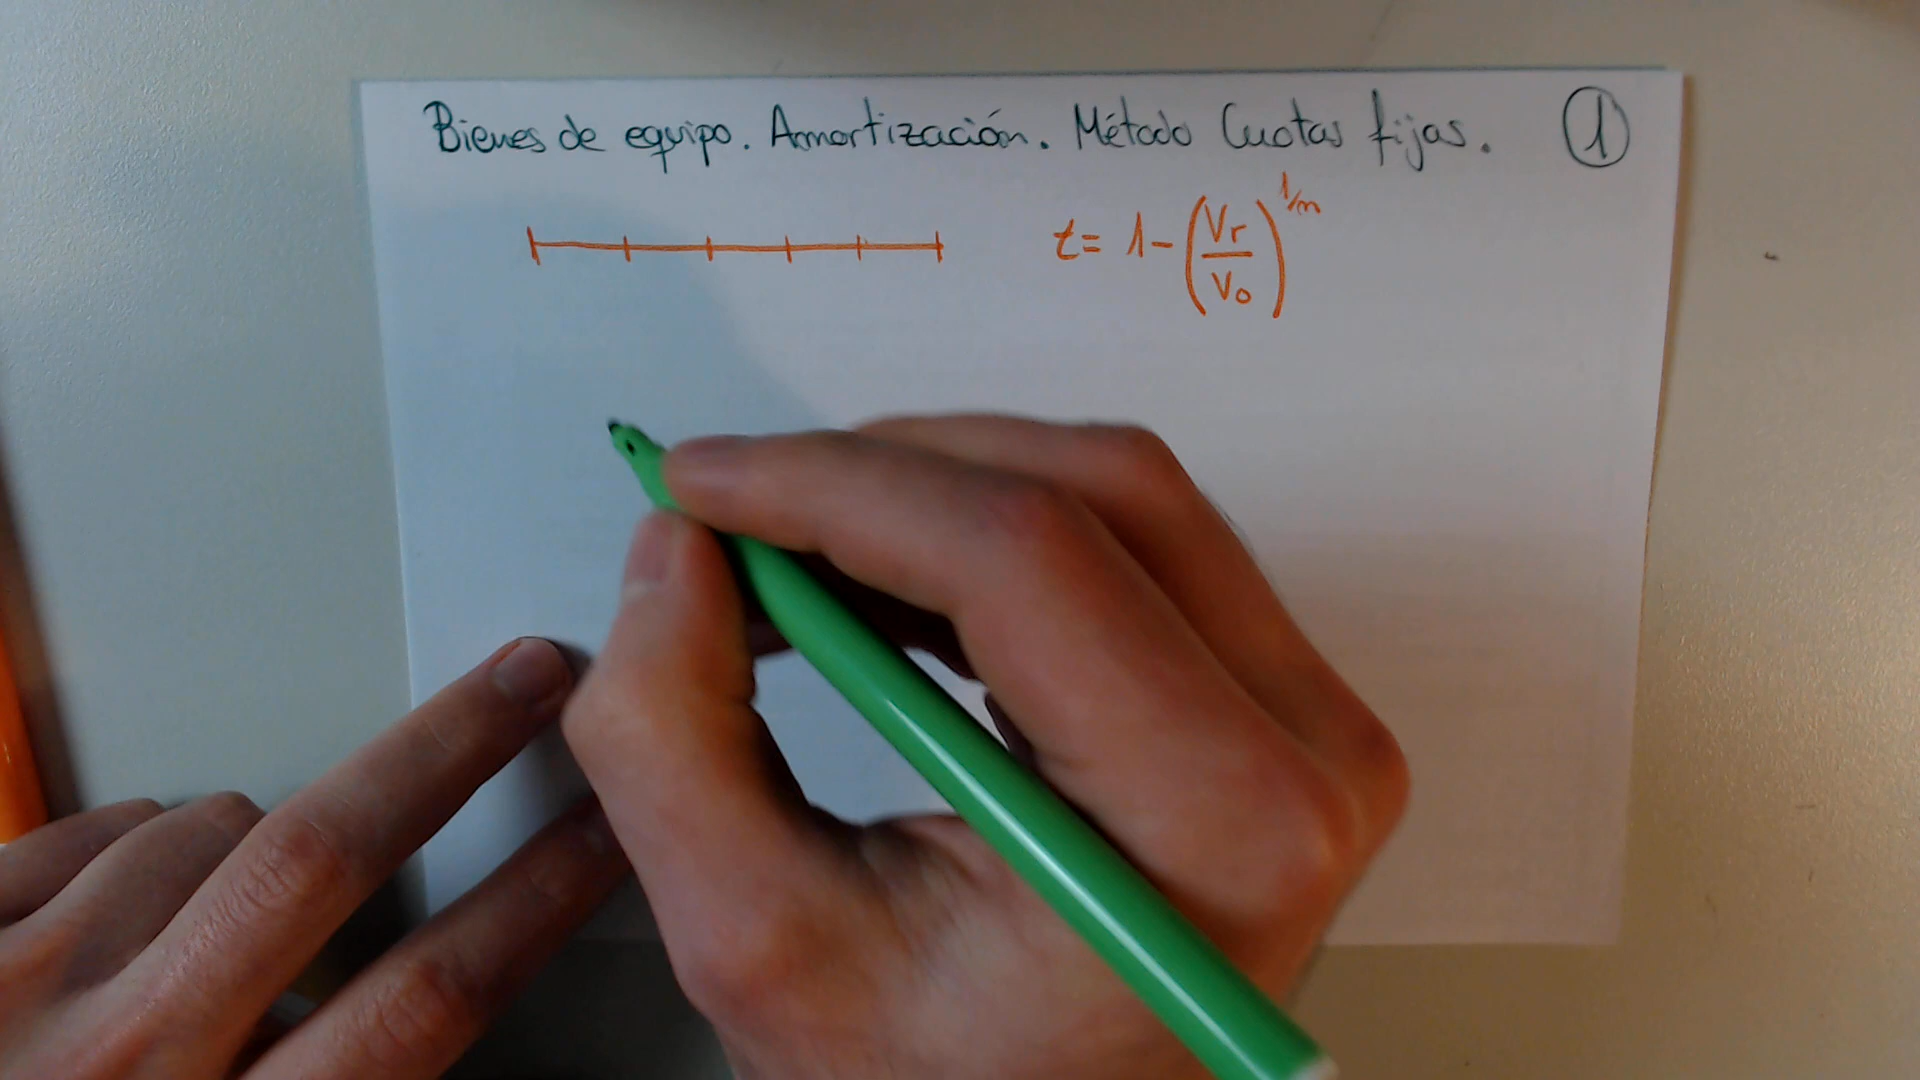 Bienes de equipo. Amortización. Método Cuotas fijas. 1
t = 1 - (Vr/Vo)^1/n